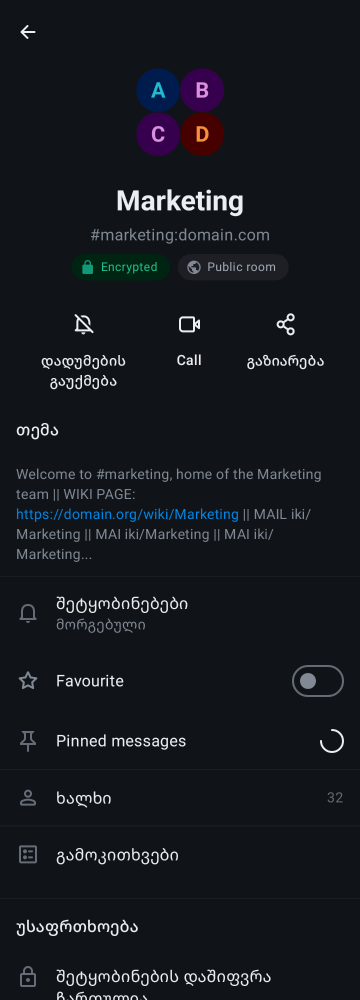 A B
C D
Marketing
#marketing:domain.com
Encrypted Public room
დადუმების
გაუქმება
Call
გაზიარება
თემა
Welcome to #marketing, home of the Marketing
team || WIKI PAGE:
https://domain.org/wiki/Marketing || MAIL iki/
Marketing || MAI iki/Marketing || MAI iki/
Marketing...
შეტყობინებები
მორგებული
Favourite
Pinned messages
ხალხი 32
გამოკითხვები
უსაფრთხოება
შეტყობინების დაშიფვრა
ჩართულია